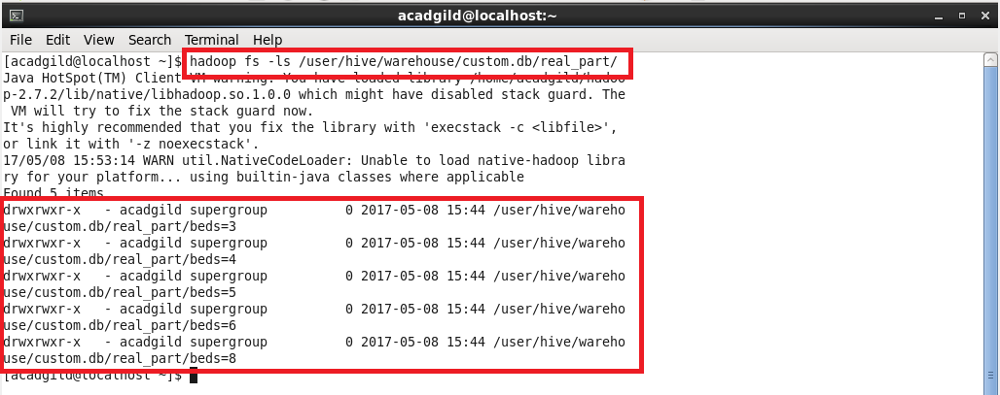 acadgild@localhost:~
File Edit View Search Terminal Help
[acadgild@localhost ~]$ hadoop fs -ls /user/hive/warehouse/custom.db/real_part/
Java HotSpot(TM) Client VM warning: You have loaded library /home/acadgild/hadoo
p-2.7.2/lib/native/libhadoop.so.1.0.0 which might have disabled stack guard. The
 VM will try to fix the stack guard now.
It's highly recommended that you fix the library with 'execstack -c <libfile>',
or link it with '-z noexecstack'.
17/05/08 15:53:14 WARN util.NativeCodeLoader: Unable to load native-hadoop libra
ry for your platform... using builtin-java classes where applicable
Found 5 items
drwxrwxr-x   - acadgild supergroup          0 2017-05-08 15:44 /user/hive/wareho
use/custom.db/real_part/beds=3
drwxrwxr-x   - acadgild supergroup          0 2017-05-08 15:44 /user/hive/wareho
use/custom.db/real_part/beds=4
drwxrwxr-x   - acadgild supergroup          0 2017-05-08 15:44 /user/hive/wareho
use/custom.db/real_part/beds=5
drwxrwxr-x   - acadgild supergroup          0 2017-05-08 15:44 /user/hive/wareho
use/custom.db/real_part/beds=6
drwxrwxr-x   - acadgild supergroup          0 2017-05-08 15:44 /user/hive/wareho
use/custom.db/real_part/beds=8
[acadgild@localhost ~]$